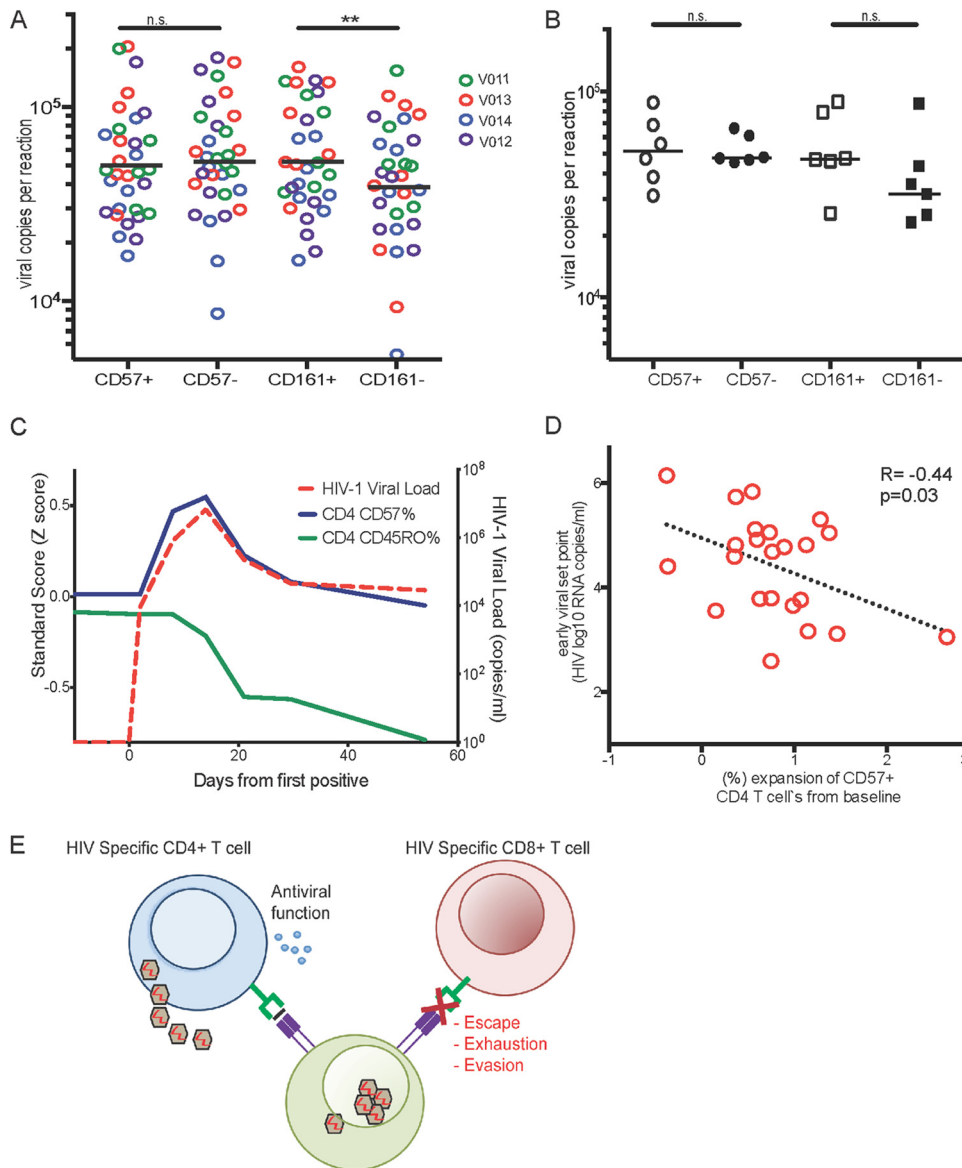 A
n.s.
**
viral copies per reaction
10^5
10^4
CD57+
CD57-
CD161+
CD161-
V011
V013
V014
V012
B
n.s.
n.s.
viral copies per reaction
10^5
10^4
CD57+
CD57-
CD161+
CD161-
C
Standard Score (Z score)
0.5
0.0
-0.5
HIV-1 Viral Load
CD4 CD57%
CD4 CD45RO%
10^8
10^6
10^4
10^2
10^0
HIV-1 Viral Load (copies/ml)
0
20
40
60
Days from first positive
D
R= -0.44
p=0.03
early viral set point
(HIV log10 RNA copies/ml)
6
4
2
-1
0
1
2
3
(%) expansion of CD57+
CD4 T cell`s from baseline
E
HIV Specific CD4+ T cell
HIV Specific CD8+ T cell
Antiviral
function
- Escape
- Exhaustion
- Evasion